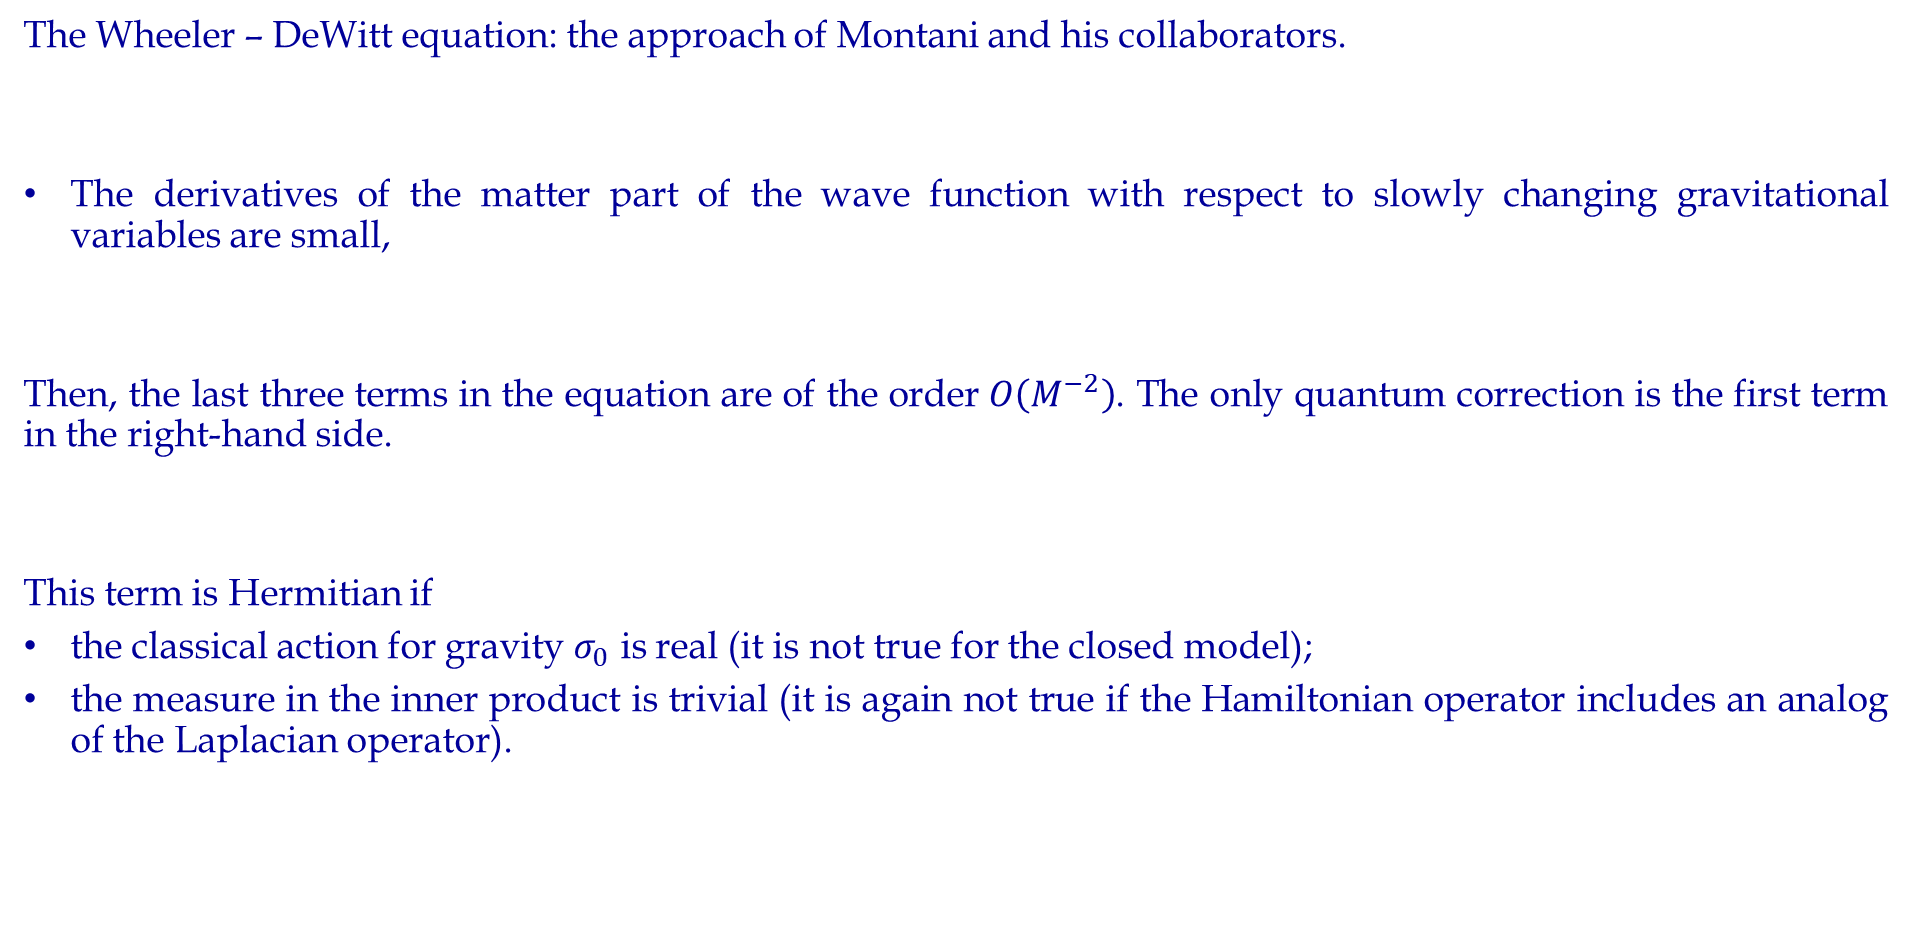 The Wheeler – DeWitt equation: the approach of Montani and his collaborators.
• The derivatives of the matter part of the wave function with respect to slowly changing gravitational
variables are small,
Then, the last three terms in the equation are of the order O(M⁻²). The only quantum correction is the first term
in the right-hand side.
This term is Hermitian if
• the classical action for gravity σ₀ is real (it is not true for the closed model);
• the measure in the inner product is trivial (it is again not true if the Hamiltonian operator includes an analog
of the Laplacian operator).